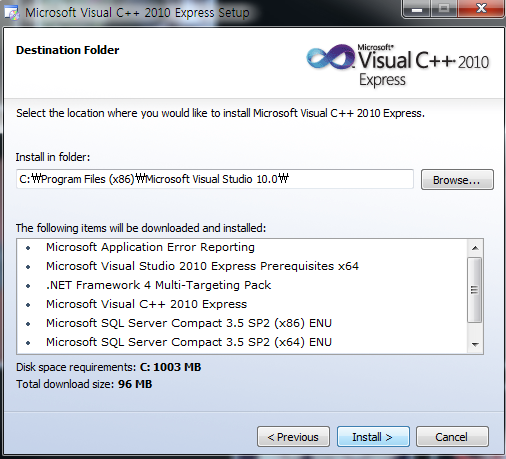 Microsoft Visual C++ 2010 Express Setup
Destination Folder
Microsoft®
Visual C++ 2010
Express
Select the location where you would like to install Microsoft Visual C++ 2010 Express.
Install in folder:
C:₩Program Files (x86)₩Microsoft Visual Studio 10.0₩
Browse...
The following items will be downloaded and installed:
• Microsoft Application Error Reporting
• Microsoft Visual Studio 2010 Express Prerequisites x64
• .NET Framework 4 Multi-Targeting Pack
• Microsoft Visual C++ 2010 Express
• Microsoft SQL Server Compact 3.5 SP2 (x86) ENU
• Microsoft SQL Server Compact 3.5 SP2 (x64) ENU
Disk space requirements: C: 1003 MB
Total download size: 96 MB
< Previous
Install >
Cancel